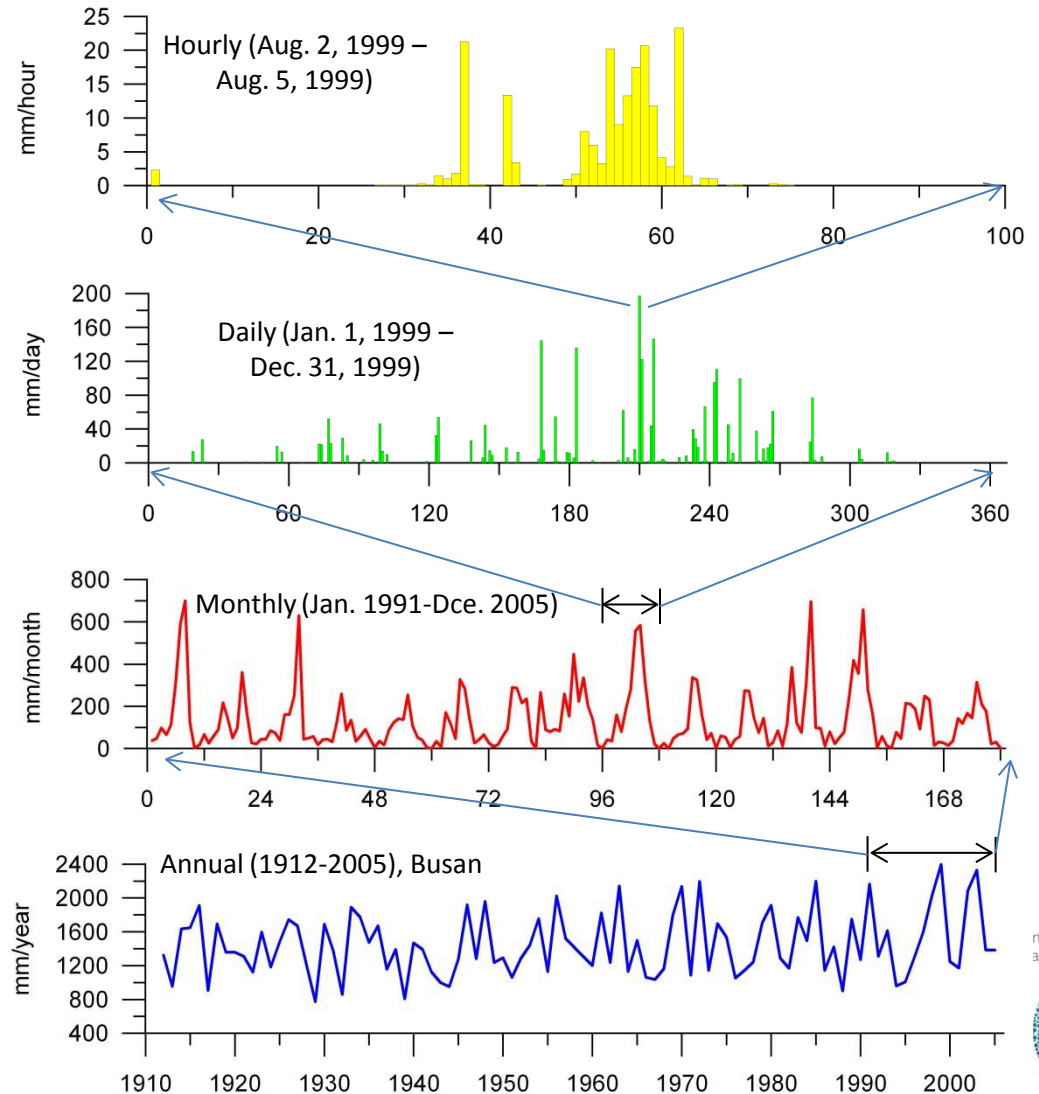 25
20
15
10
5
0
mm/hour
Hourly (Aug. 2, 1999 –
Aug. 5, 1999)
0 20 40 60 80 100
200
160
120
80
40
0
mm/day
Daily (Jan. 1, 1999 –
Dec. 31, 1999)
0 60 120 180 240 300 360
800
600
400
200
0
mm/month
Monthly (Jan. 1991-Dce. 2005)
0 24 48 72 96 120 144 168
2400
2000
1600
1200
800
400
mm/year
Annual (1912-2005), Busan
1910 1920 1930 1940 1950 1960 1970 1980 1990 2000